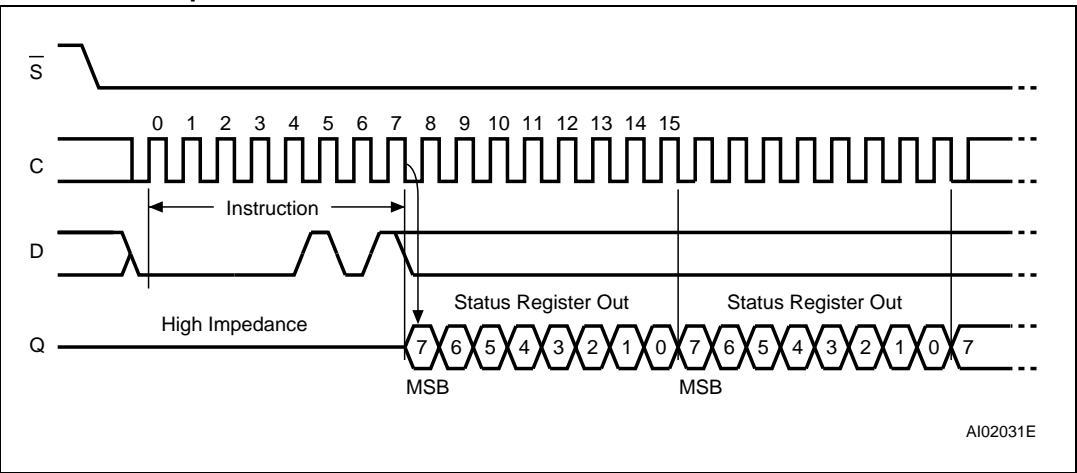 S
0 1 2 3 4 5 6 7 8 9 10 11 12 13 14 15
C
Instruction
D
Status Register Out Status Register Out
High Impedance
Q 7 6 5 4 3 2 1 0 7 6 5 4 3 2 1 0 7
MSB MSB
AI02031E